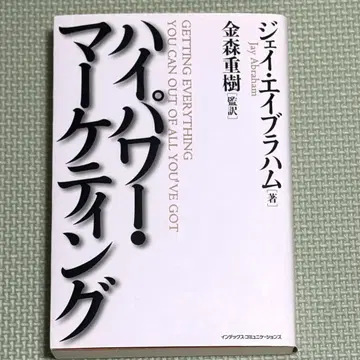 ジェイ・エイブラハム[著]
Jay Abraham
金森重樹[監訳]
GETTING EVERYTHING
YOU CAN OUT OF ALL YOU'VE GOT
ハイパワー・
マーケティング
インデックス・コミュニケーションズ